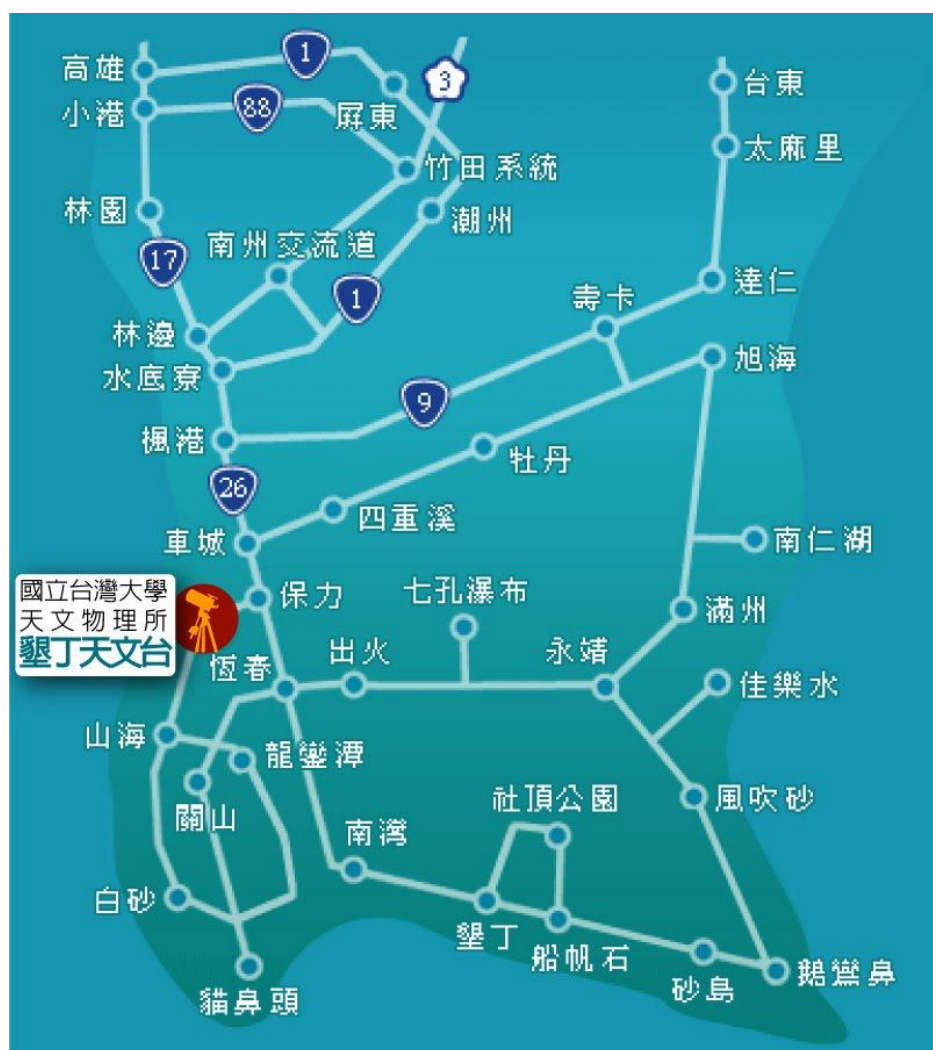 高雄
1
3
台東
小港
88
屏東
太麻里
竹田系統
林園
潮州
南州交流道
17
1
達仁
壽卡
林邊
旭海
水底寮
9
楓港
牡丹
26
四重溪
車城
南仁湖
國立台灣大學
天文物理所
墾丁天文台
保力
七孔瀑布
滿州
恆春
出火
永靖
佳樂水
山海
龍鑾潭
關山
社頂公園
風吹砂
南灣
白砂
墾丁
船帆石
砂島
鵝鑾鼻
貓鼻頭